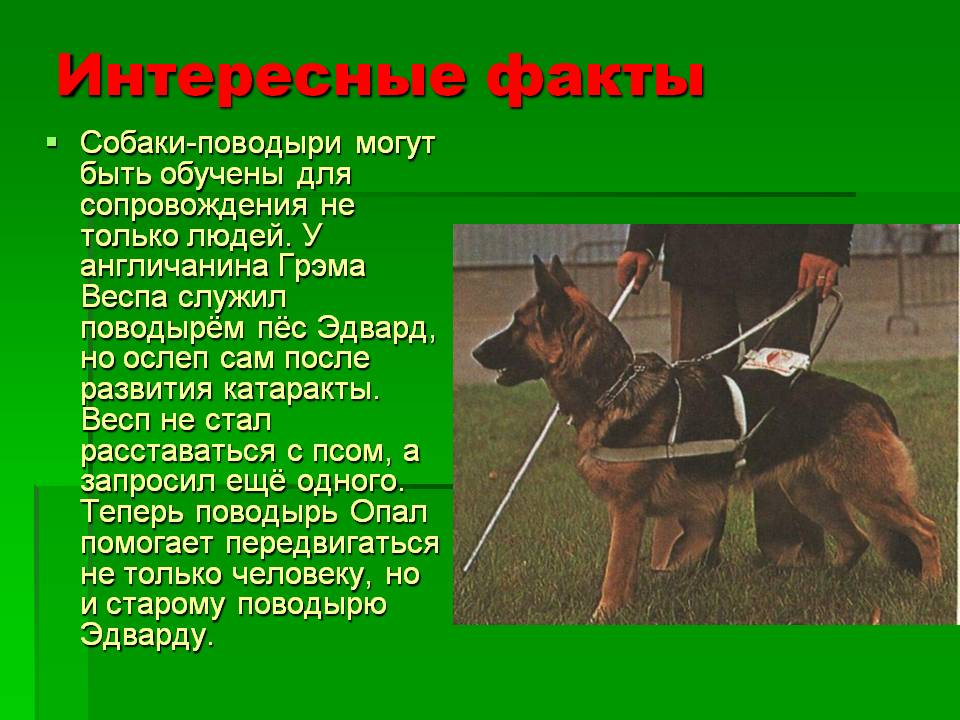 Интересные факты
Собаки-поводыри могут
быть обучены для
сопровождения не
только людей. У
англичанина Грэма
Веспа служил
поводырём пёс Эдвард,
но ослеп сам после
развития катаракты.
Весп не стал
расставаться с псом, а
запросил ещё одного.
Теперь поводырь Опал
помогает передвигаться
не только человеку, но
и старому поводырю
Эдварду.